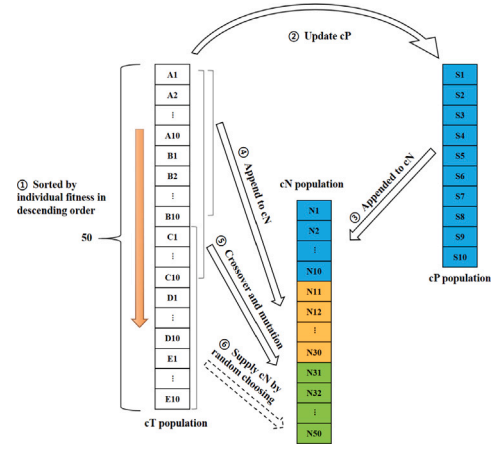 ② Update cP
A1
A2
⋮
A10
B1
B2
⋮
B10
C1
⋮
C10
D1
⋮
D10
E1
⋮
E10
cT population
① Sorted by
individual fitness in
descending order
50
④ Append to cN
⑤ Crossover and mutation
⑥ Supply cN by
random choosing
cN population
N1
N2
⋮
N10
N11
N12
⋮
N30
N31
N32
⋮
N50
③ Appended to cN
S1
S2
S3
S4
S5
S6
S7
S8
S9
S10
cP population